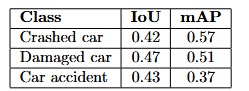 Class IoU mAP
Crashed car 0.42 0.57
Damaged car 0.47 0.51
Car accident 0.43 0.37